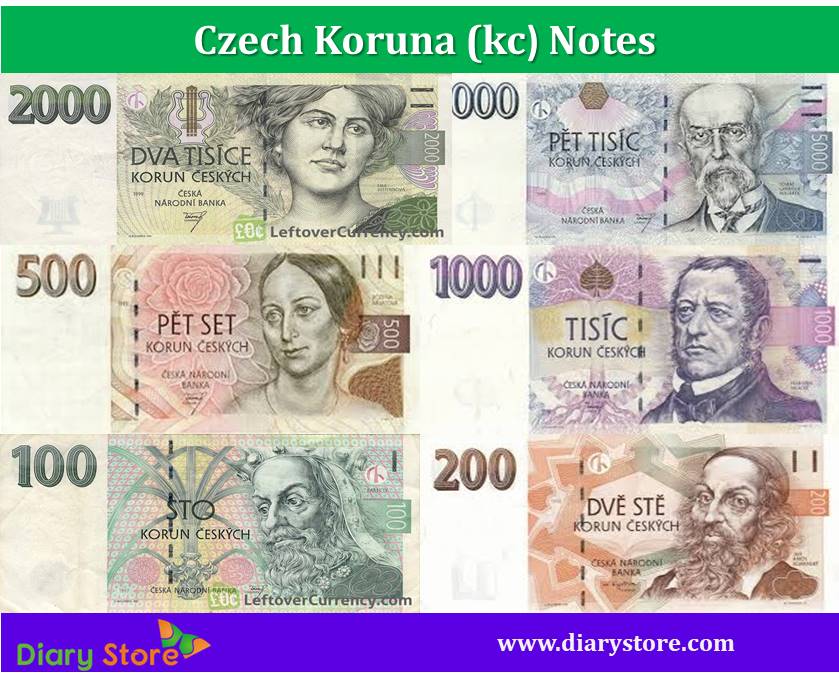 Czech Koruna (kc) Notes
2000
DVA TISÍCE
KORUN ČESKÝCH
1999
ČESKÁ
NÁRODNÍ BANKA
2000
LeftoverCurrency.com
000
PĚT TISÍC
KORUN ČESKÝCH
ČESKÁ
NÁRODNÍ BANKA
5000
500
PĚT SET
KORUN ČESKÝCH
ČESKÁ NÁRODNÍ
BANKA
500
1000
TISÍC
KORUN ČESKÝCH
ČESKÁ NÁRODNÍ
BANKA
1000
100
STO
KORUN ČESKÝCH
ČESKÁ NÁRODNÍ BANKA
100
LeftoverCurrency.com
200
DVĚ STĚ
KORUN ČESKÝCH
ČESKÁ NÁRODNÍ
BANKA
200
Diary Store
www.diarystore.com